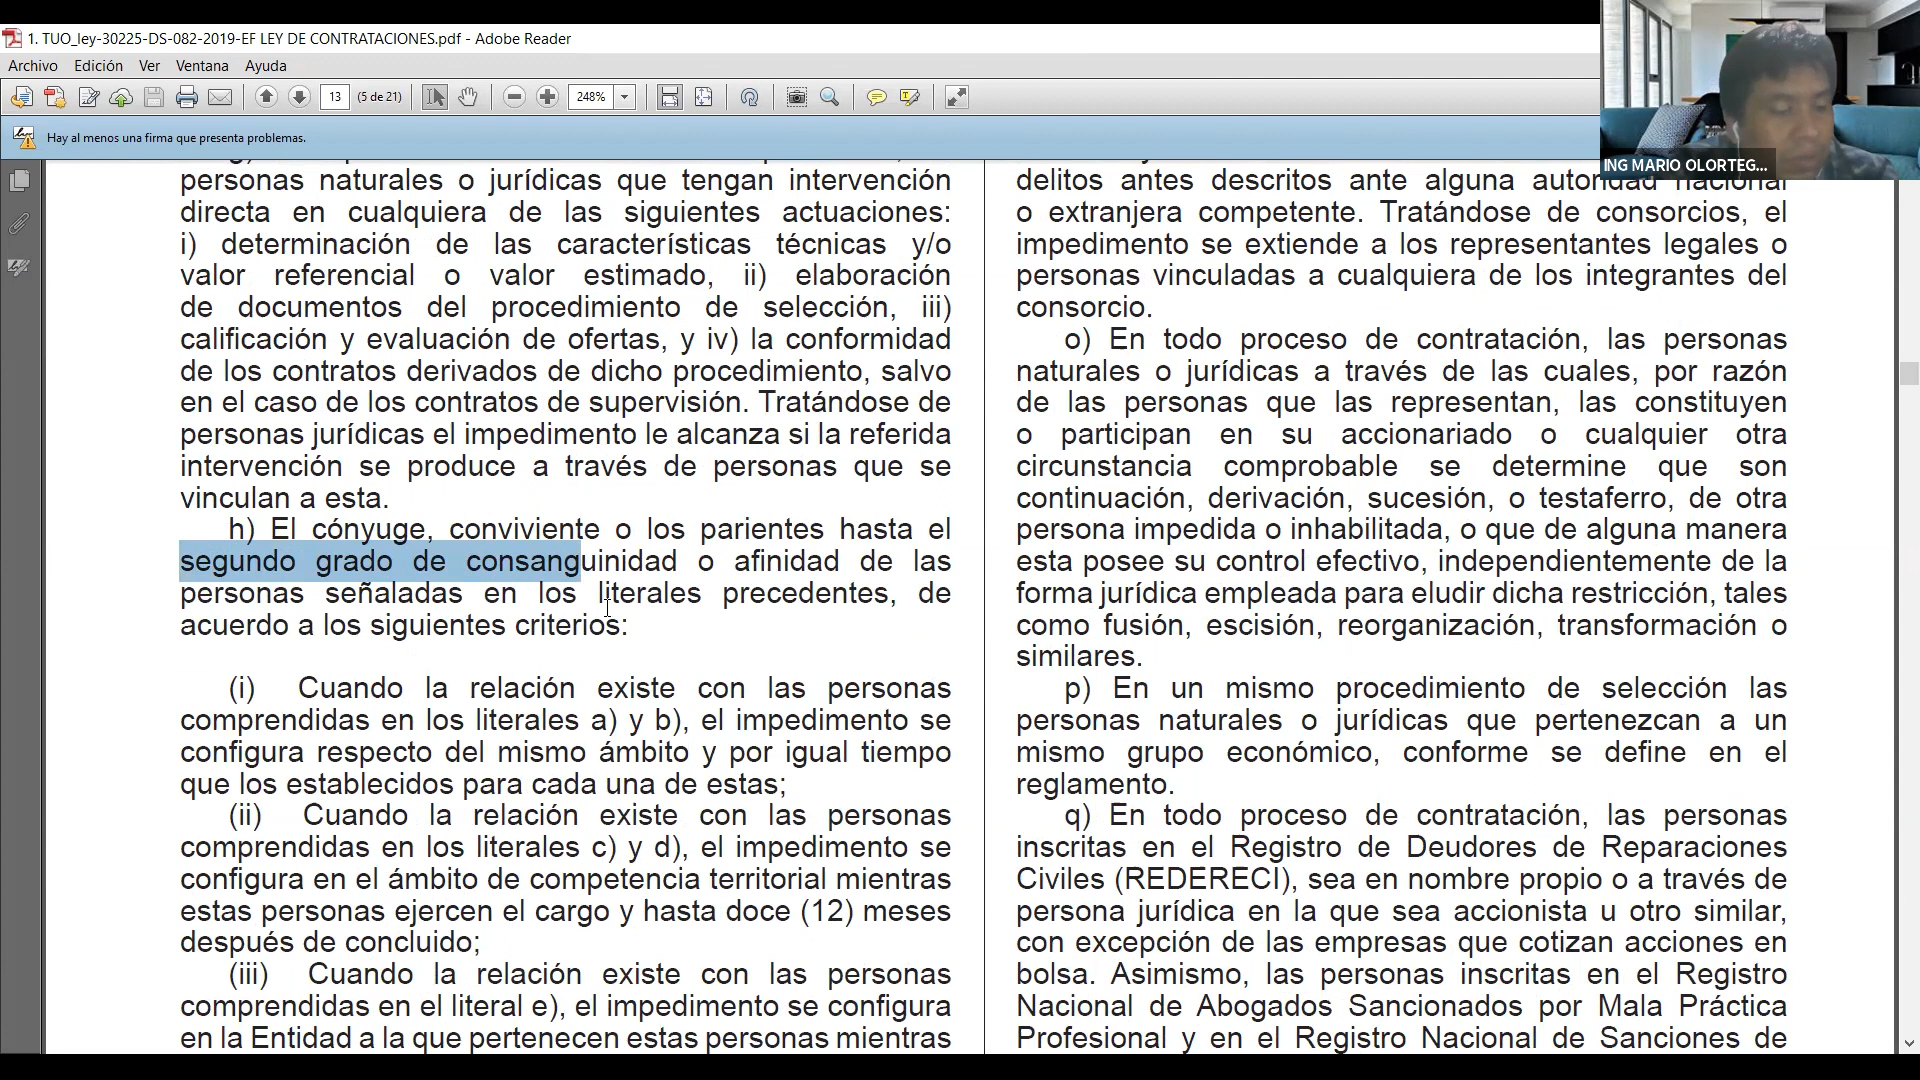 1. TUO_ley-30225-DS-082-2019-EF LEY DE CONTRATACIONES.pdf - Adobe Reader
Archivo Edición Ver Ventana Ayuda
13 (5 de 21) 248%
Hay al menos una firma que presenta problemas.
ING MARIO OLORTEG...
personas naturales o jurídicas que tengan intervención
directa en cualquiera de las siguientes actuaciones:
i) determinación de las características técnicas y/o
valor referencial o valor estimado, ii) elaboración
de documentos del procedimiento de selección, iii)
calificación y evaluación de ofertas, y iv) la conformidad
de los contratos derivados de dicho procedimiento, salvo
en el caso de los contratos de supervisión. Tratándose de
personas jurídicas el impedimento le alcanza si la referida
intervención se produce a través de personas que se
vinculan a esta.
h) El cónyuge, conviviente o los parientes hasta el
segundo grado de consanguinidad o afinidad de las
personas señaladas en los literales precedentes, de
acuerdo a los siguientes criterios:
(i) Cuando la relación existe con las personas
comprendidas en los literales a) y b), el impedimento se
configura respecto del mismo ámbito y por igual tiempo
que los establecidos para cada una de estas;
(ii) Cuando la relación existe con las personas
comprendidas en los literales c) y d), el impedimento se
configura en el ámbito de competencia territorial mientras
estas personas ejercen el cargo y hasta doce (12) meses
después de concluido;
(iii) Cuando la relación existe con las personas
comprendidas en el literal e), el impedimento se configura
en la Entidad a la que pertenecen estas personas mientras
delitos antes descritos ante alguna autoridad nacional
o extranjera competente. Tratándose de consorcios, el
impedimento se extiende a los representantes legales o
personas vinculadas a cualquiera de los integrantes del
consorcio.
o) En todo proceso de contratación, las personas
naturales o jurídicas a través de las cuales, por razón
de las personas que las representan, las constituyen
o participan en su accionariado o cualquier otra
circunstancia comprobable se determine que son
continuación, derivación, sucesión, o testaferro, de otra
persona impedida o inhabilitada, o que de alguna manera
esta posee su control efectivo, independientemente de la
forma jurídica empleada para eludir dicha restricción, tales
como fusión, escisión, reorganización, transformación o
similares.
p) En un mismo procedimiento de selección las
personas naturales o jurídicas que pertenezcan a un
mismo grupo económico, conforme se define en el
reglamento.
q) En todo proceso de contratación, las personas
inscritas en el Registro de Deudores de Reparaciones
Civiles (REDERECI), sea en nombre propio o a través de
persona jurídica en la que sea accionista u otro similar,
con excepción de las empresas que cotizan acciones en
bolsa. Asimismo, las personas inscritas en el Registro
Nacional de Abogados Sancionados por Mala Práctica
Profesional y en el Registro Nacional de Sanciones de